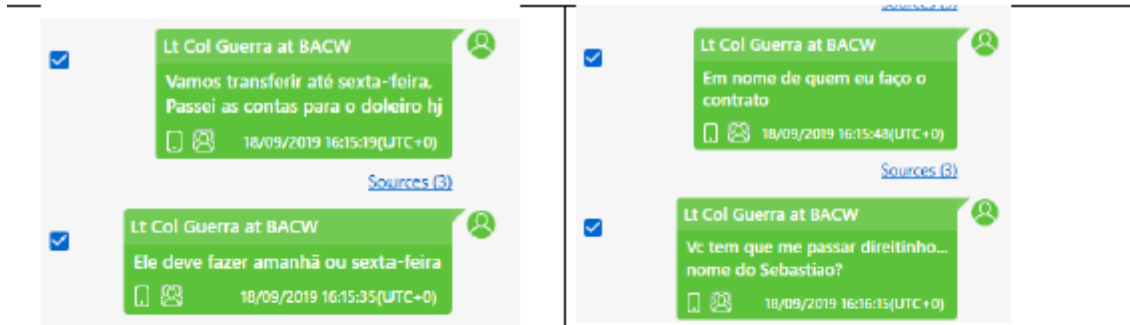 Lt Col Guerra at BACW
Vamos transferir até sexta-feira.
Passei as contas para o doleiro hj
18/09/2019 16:15:19(UTC+0)
Sources (3)
Lt Col Guerra at BACW
Ele deve fazer amanhã ou sexta-feira
18/09/2019 16:15:35(UTC+0)
Sources (3)
Lt Col Guerra at BACW
Em nome de quem eu faço o
contrato
18/09/2019 16:15:48(UTC+0)
Sources (3)
Lt Col Guerra at BACW
Vc tem que me passar direitinho...
nome do Sebastiao?
18/09/2019 16:16:15(UTC+0)